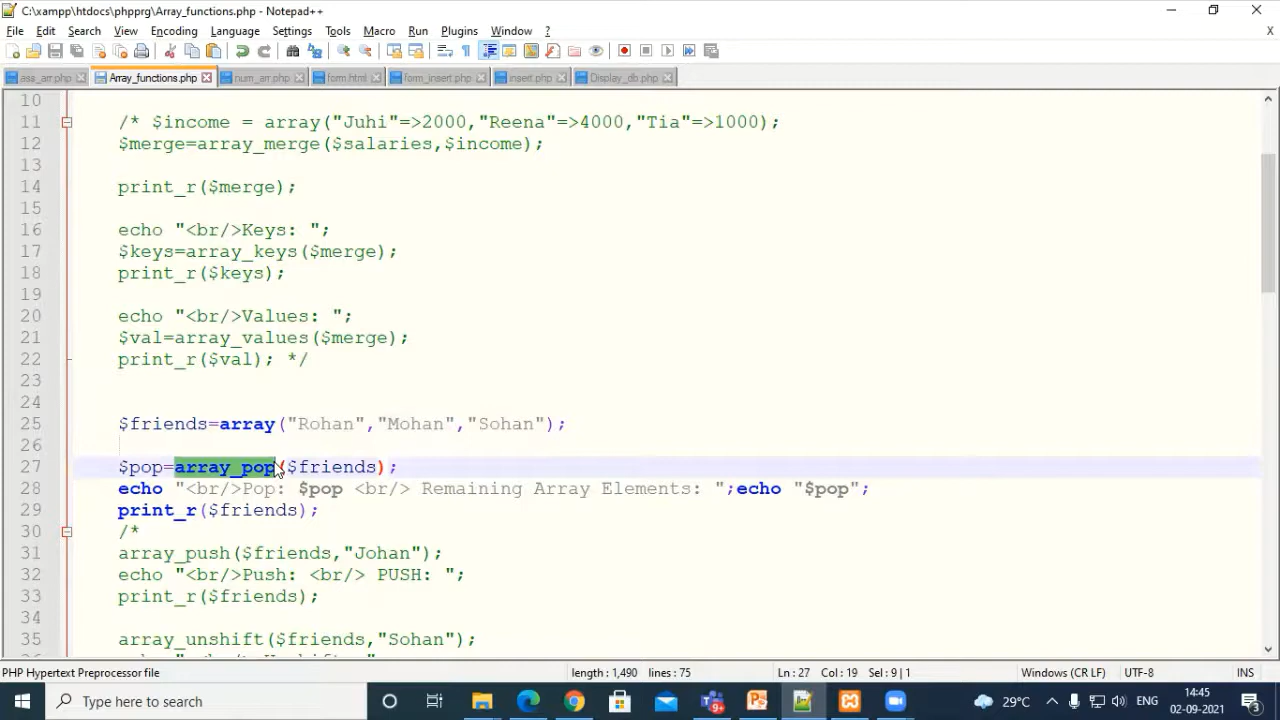 C:\xampp\htdocs\phpprg\Array_functions.php - Notepad++
File Edit Search View Encoding Language Settings Tools Macro Run Plugins Window ? X
ass_arr.php Array_functions.php num_arr.php form.html form_insert.php insert.php Display_db.php
10
11 /* $income = array("Juhi"=>2000,"Reena"=>4000,"Tia"=>1000);
12 $merge=array_merge($salaries,$income);
13
14 print_r($merge);
15
16 echo "<br/>Keys: ";
17 $keys=array_keys($merge);
18 print_r($keys);
19
20 echo "<br/>Values: ";
21 $val=array_values($merge);
22 print_r($val); */
23
24
25 $friends=array("Rohan","Mohan","Sohan");
26
27 $pop=array_pop($friends);
28 echo "<br/>Pop: $pop <br/> Remaining Array Elements: ";echo "$pop";
29 print_r($friends);
30 /*
31 array_push($friends,"Johan");
32 echo "<br/>Push: <br/> PUSH: ";
33 print_r($friends);
34
35 array_unshift($friends,"Sohan");
PHP Hypertext Preprocessor file length : 1,490 lines : 75 Ln : 27 Col : 19 Sel : 9 | 1 Windows (CR LF) UTF-8 INS
Type here to search 29°C ENG 14:45
02-09-2021